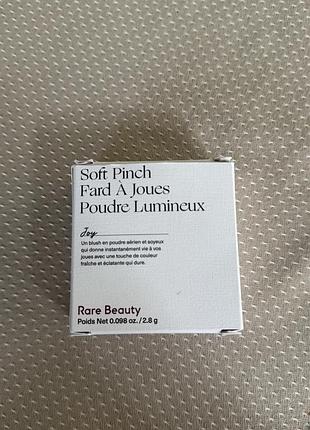 Soft Pinch
Fard À Joues
Poudre Lumineux
Joy
Un blush en poudre aérien et soyeux
qui donne instantanément vie à vos
joues avec une touche de couleur
fraîche et éclatante qui dure.
Rare Beauty
Poids Net 0.098 oz./2.8 g